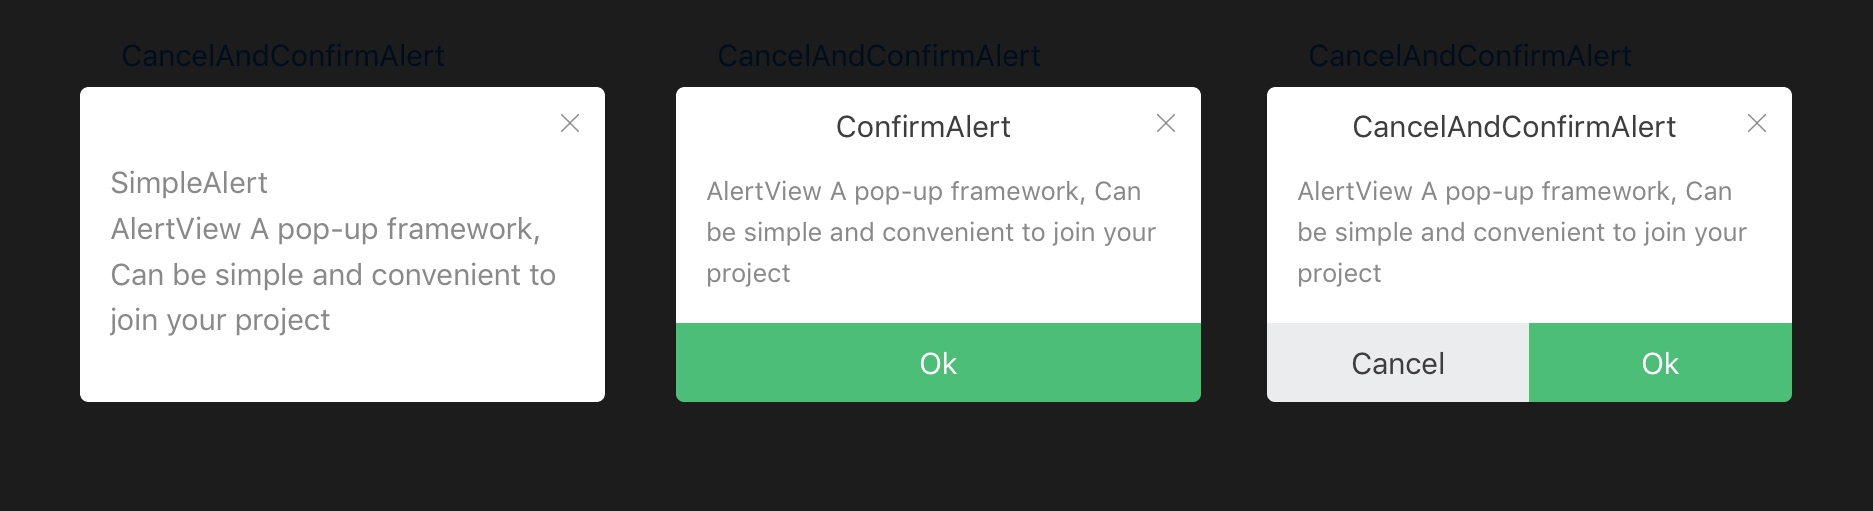 CancelAndConfirmAlert
SimpleAlert
AlertView A pop-up framework,
Can be simple and convenient to
join your project
CancelAndConfirmAlert
ConfirmAlert
AlertView A pop-up framework, Can
be simple and convenient to join your
project
Ok
CancelAndConfirmAlert
CancelAndConfirmAlert
AlertView A pop-up framework, Can
be simple and convenient to join your
project
Cancel
Ok